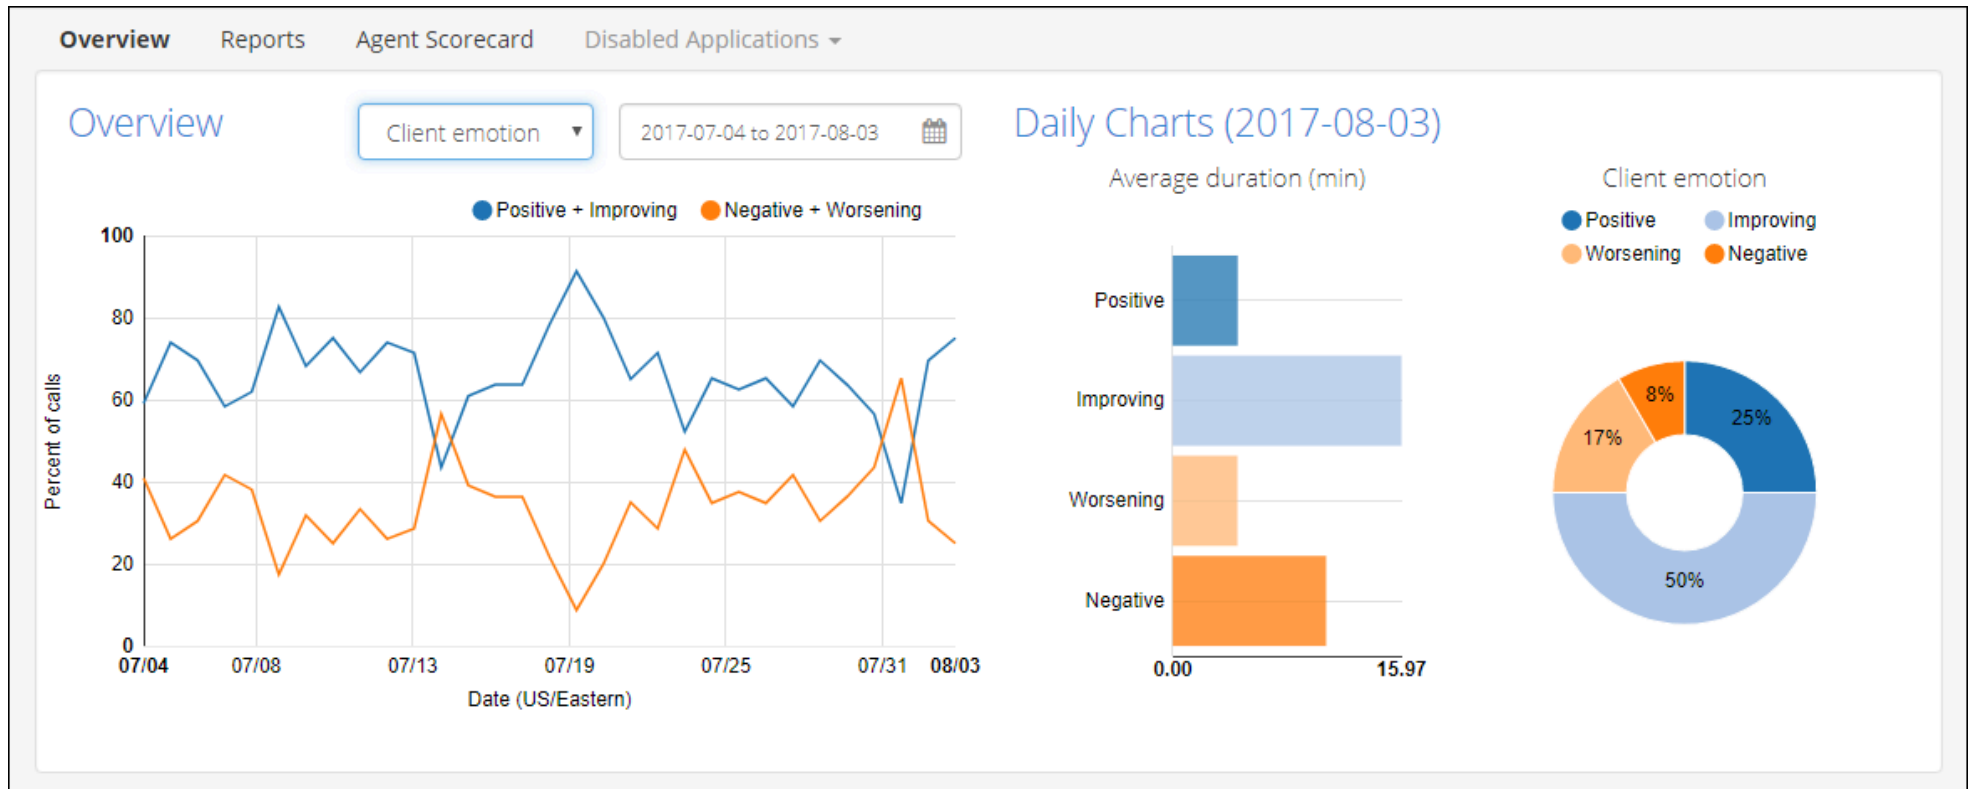 Overview Reports Agent Scorecard Disabled Applications
Overview
Client emotion
2017-07-04 to 2017-08-03
Positive + Improving Negative + Worsening
Percent of calls
100
80
60
40
20
0
07/04 07/08 07/13 07/19 07/25 07/31 08/03
Date (US/Eastern)
Daily Charts (2017-08-03)
Average duration (min)
Positive
Improving
Worsening
Negative
0.00 15.97
Client emotion
Positive Improving
Worsening Negative
8%
25%
17%
50%